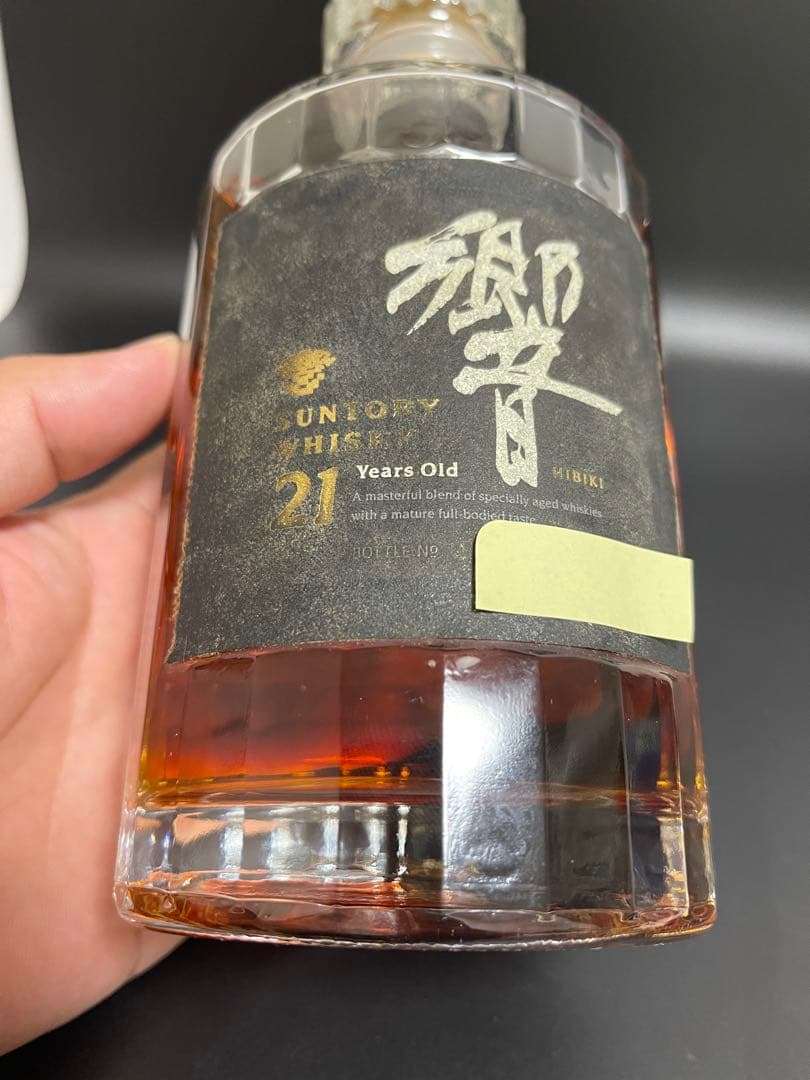 響
SUNTORY
WHISKY
21 Years Old
HIBIKI
A masterful blend of specially aged whiskies
with a mature full-bodied taste
BOTTLE Nº